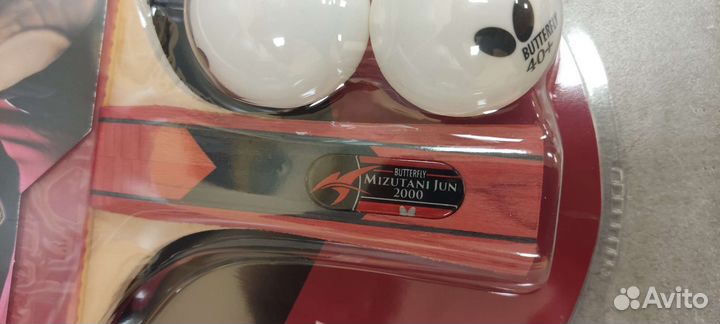 BUTTERFLY
40+
BUTTERFLY
MIZUTANI JUN
2000
Avito